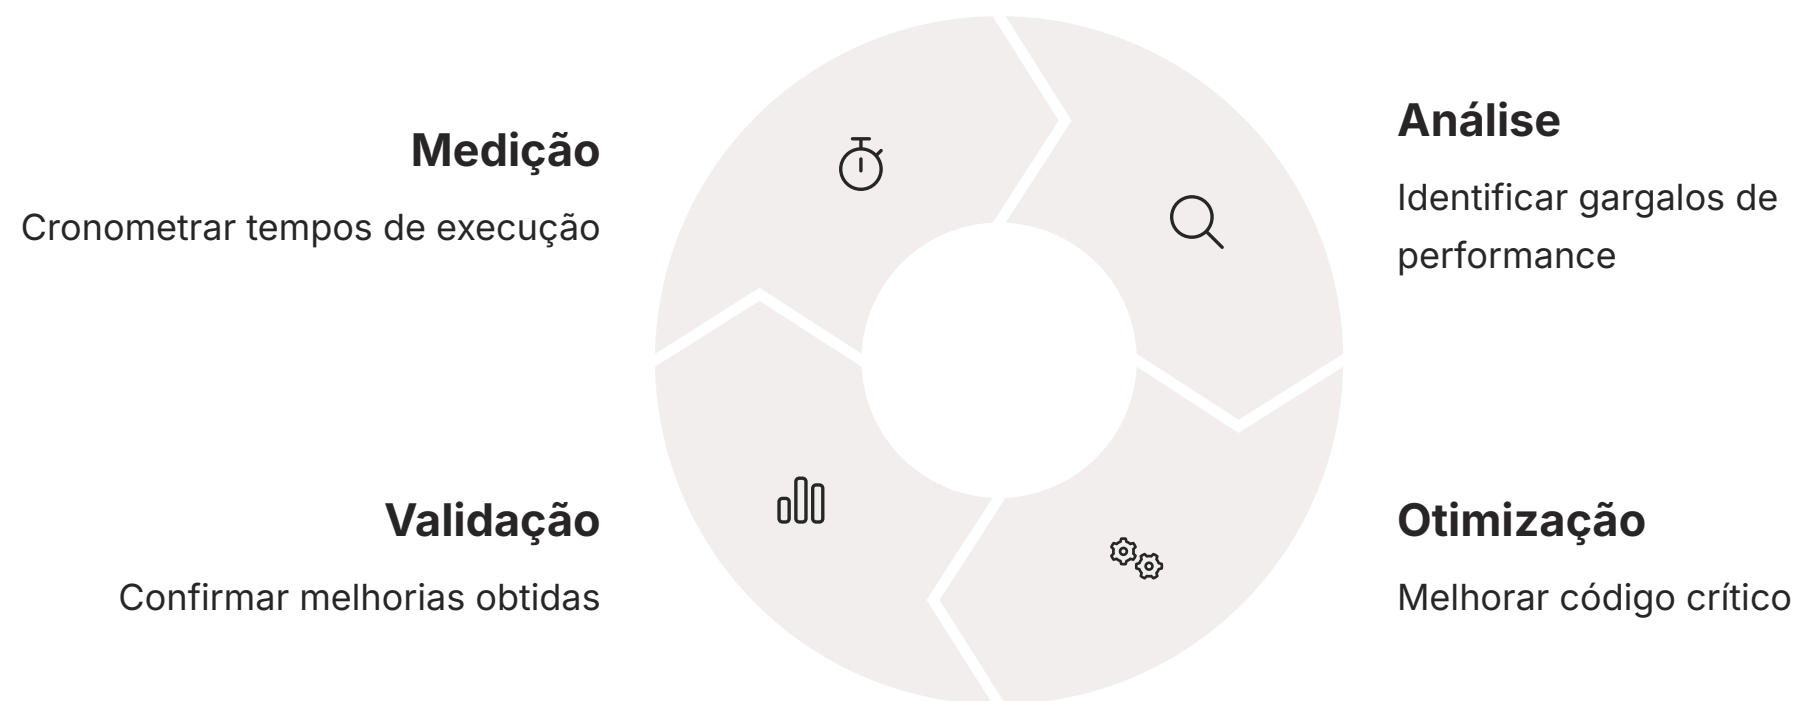 Medição
Cronometrar tempos de execução
Análise
Identificar gargalos de
performance
Validação
Confirmar melhorias obtidas
Otimização
Melhorar código crítico